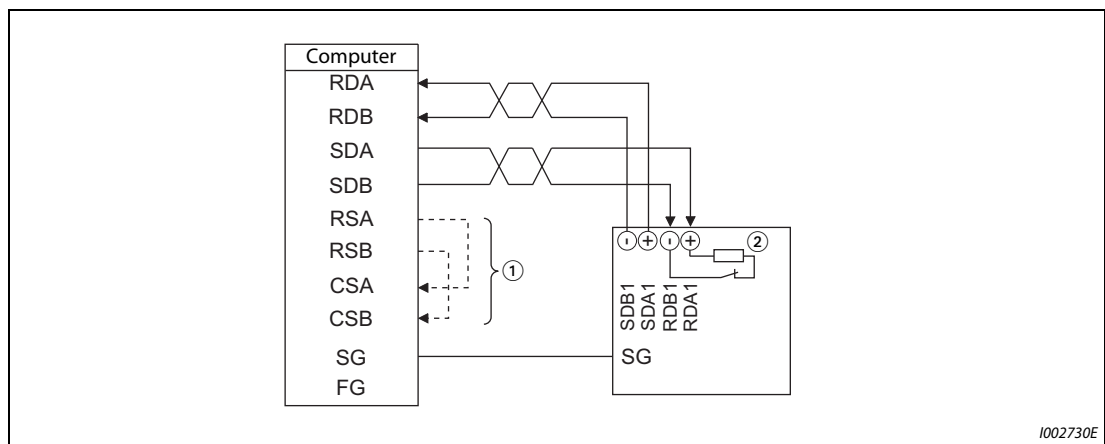 Computer
RDA
RDB
SDA
SDB
RSA
RSB
CSA
CSB
SG
FG
①
- + - +
②
SDB1
SDA1
RDB1
RDA1
SG
I002730E